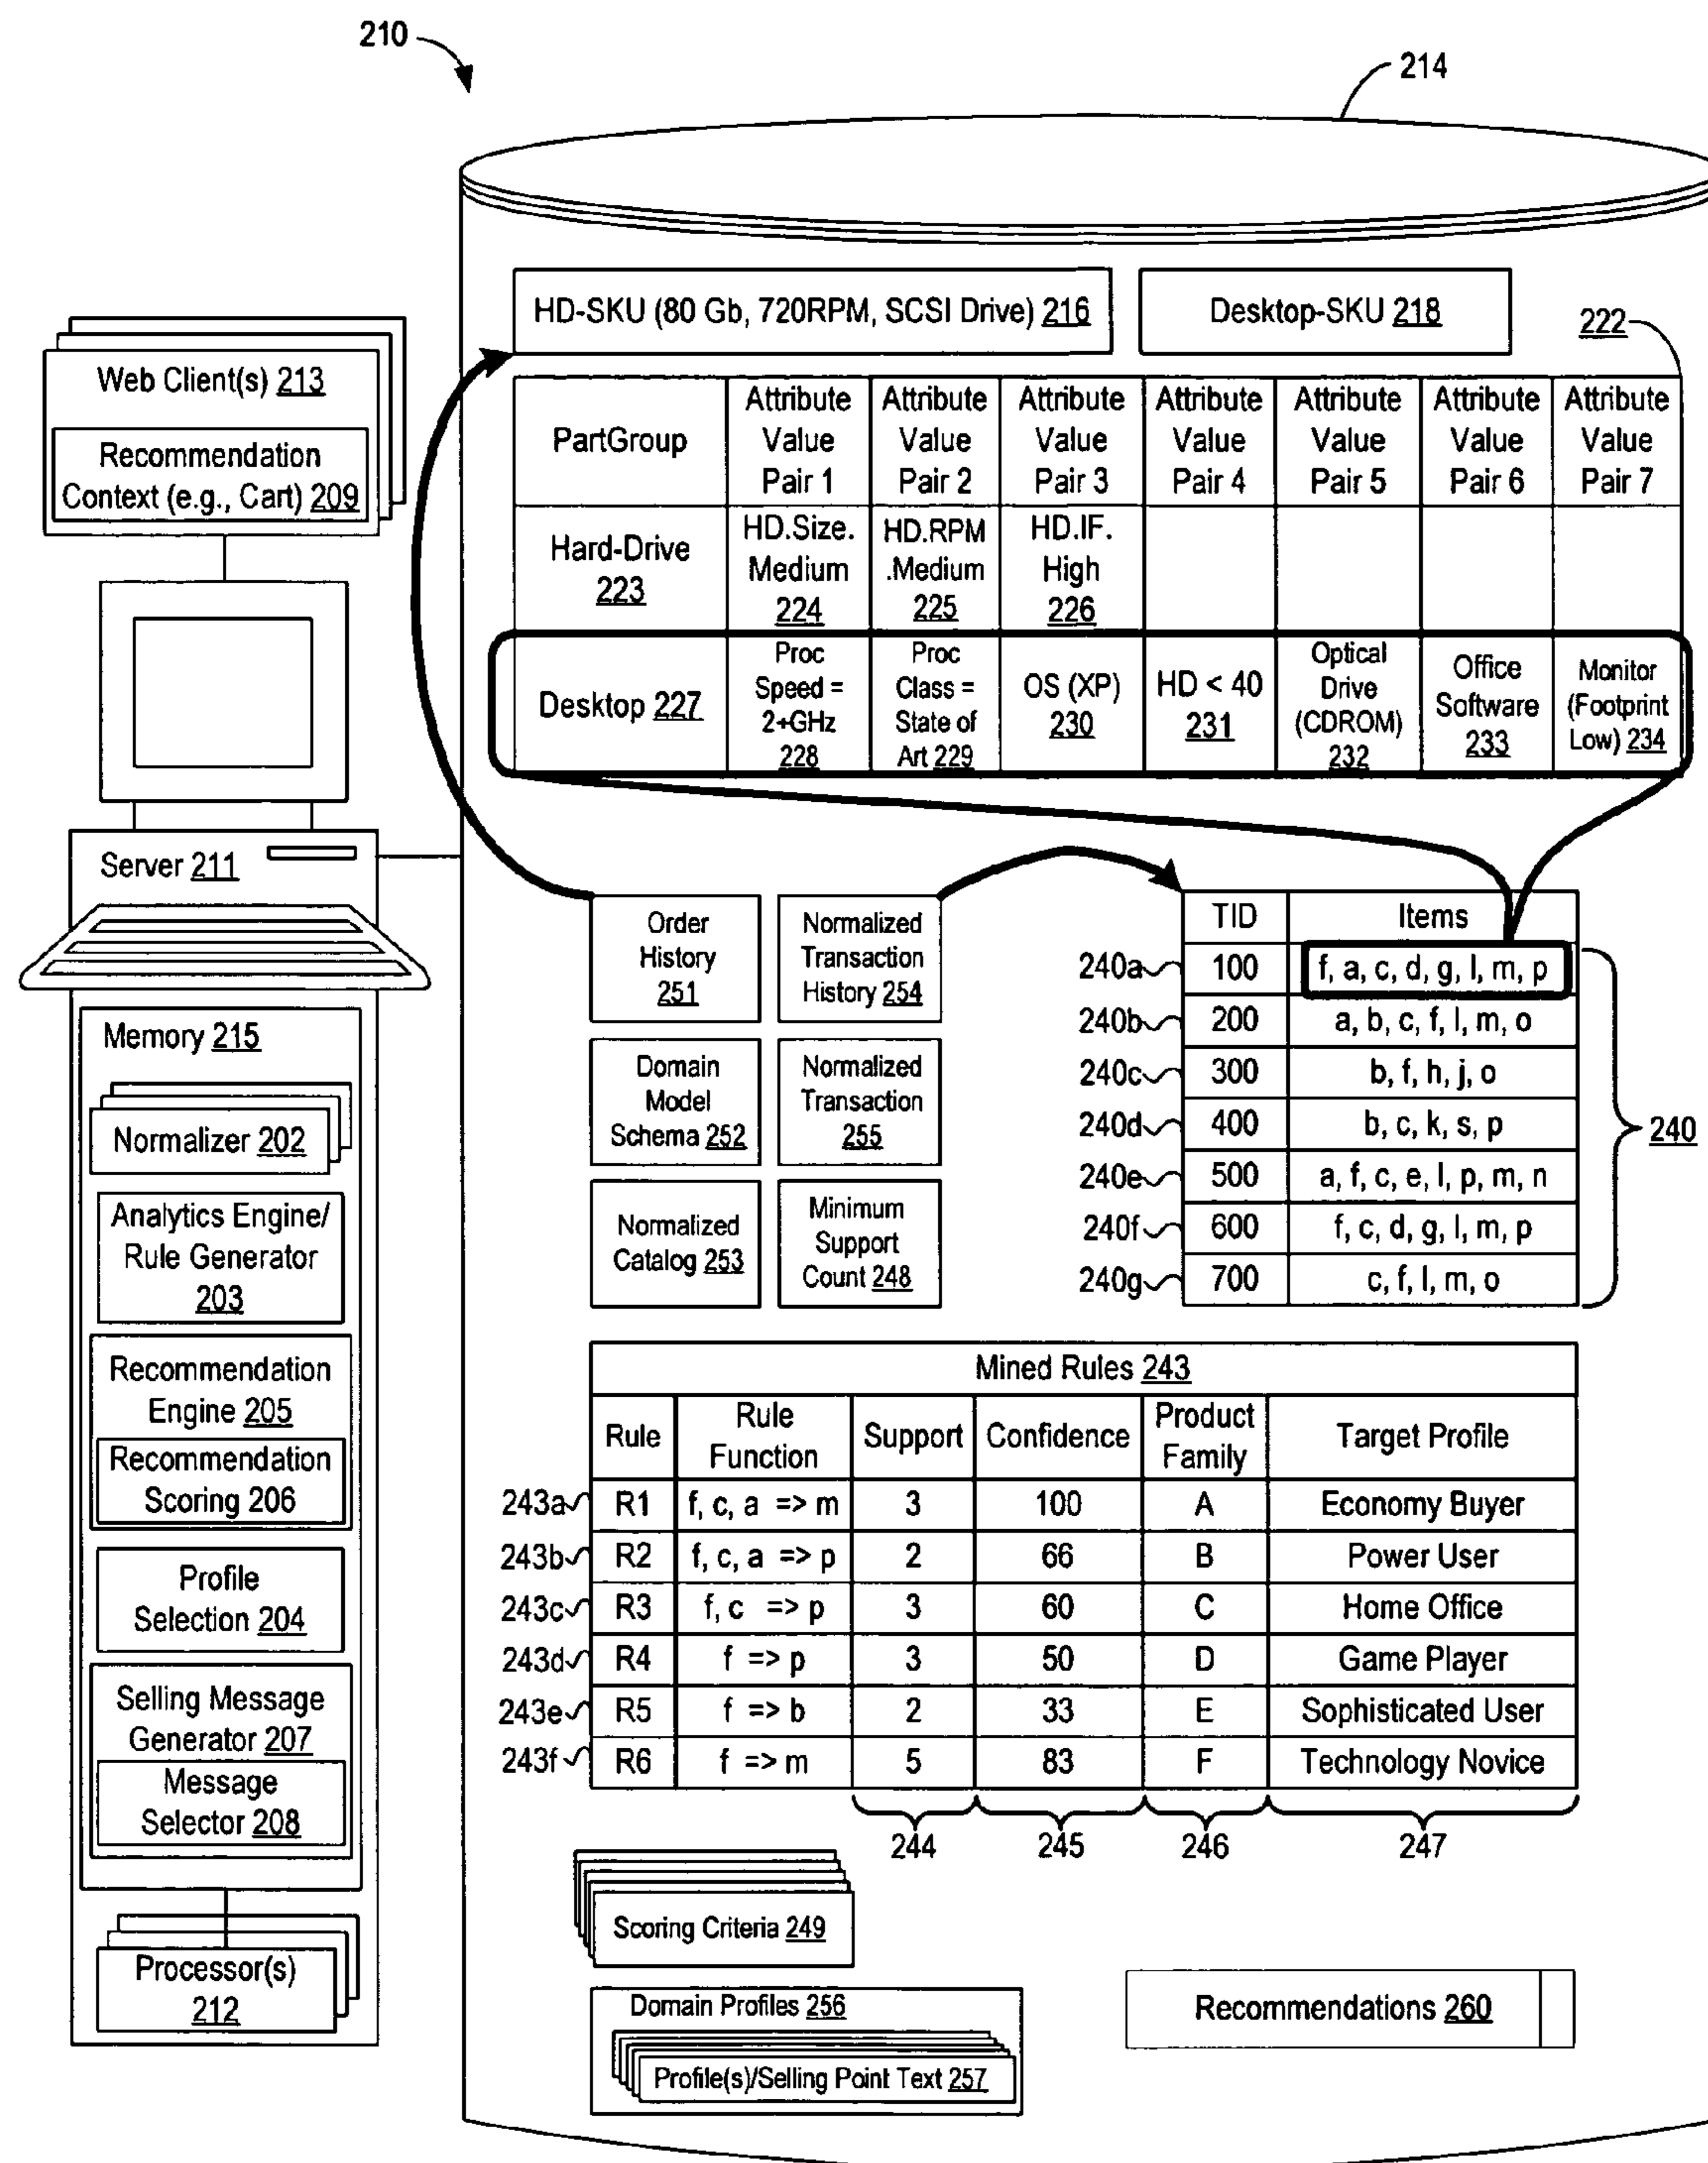 210
214
HD-SKU (80 Gb, 720RPM, SCSI Drive) 216
Desktop-SKU 218
222
Web Client(s) 213
Recommendation
Context (e.g., Cart) 209
PartGroup
Attribute
Value
Pair 1
Attribute
Value
Pair 2
Attribute
Value
Pair 3
Attribute
Value
Pair 4
Attribute
Value
Pair 5
Attribute
Value
Pair 6
Attribute
Value
Pair 7
Hard-Drive
223
HD.Size.
Medium
224
HD.RPM
.Medium
225
HD.IF.
High
226
Desktop 227
Proc
Speed =
2+GHz
228
Proc
Class =
State of
Art 229
OS (XP)
230
HD < 40
231
Optical
Drive
(CDROM)
232
Office
Software
233
Monitor
(Footprint
Low) 234
Server 211
Memory 215
Normalizer 202
Analytics Engine/
Rule Generator
203
Recommendation
Engine 205
Recommendation
Scoring 206
Profile
Selection 204
Selling Message
Generator 207
Message
Selector 208
Processor(s)
212
Order
History
251
Normalized
Transaction
History 254
Domain
Model
Schema 252
Normalized
Transaction
255
Normalized
Catalog 253
Minimum
Support
Count 248
TID Items
240a 100 f, a, c, d, g, l, m, p
240b 200 a, b, c, f, l, m, o
240c 300 b, f, h, j, o
240d 400 b, c, k, s, p
240e 500 a, f, c, e, l, p, m, n
240f 600 f, c, d, g, l, m, p
240g 700 c, f, l, m, o
240
Mined Rules 243
Rule
Rule
Function
Support
Confidence
Product
Family
Target Profile
243a R1 f, c, a => m 3 100 A Economy Buyer
243b R2 f, c, a => p 2 66 B Power User
243c R3 f, c => p 3 60 C Home Office
243d R4 f => p 3 50 D Game Player
243e R5 f => b 2 33 E Sophisticated User
243f R6 f => m 5 83 F Technology Novice
244 245 246 247
Scoring Criteria 249
Domain Profiles 256
Profile(s)/Selling Point Text 257
Recommendations 260